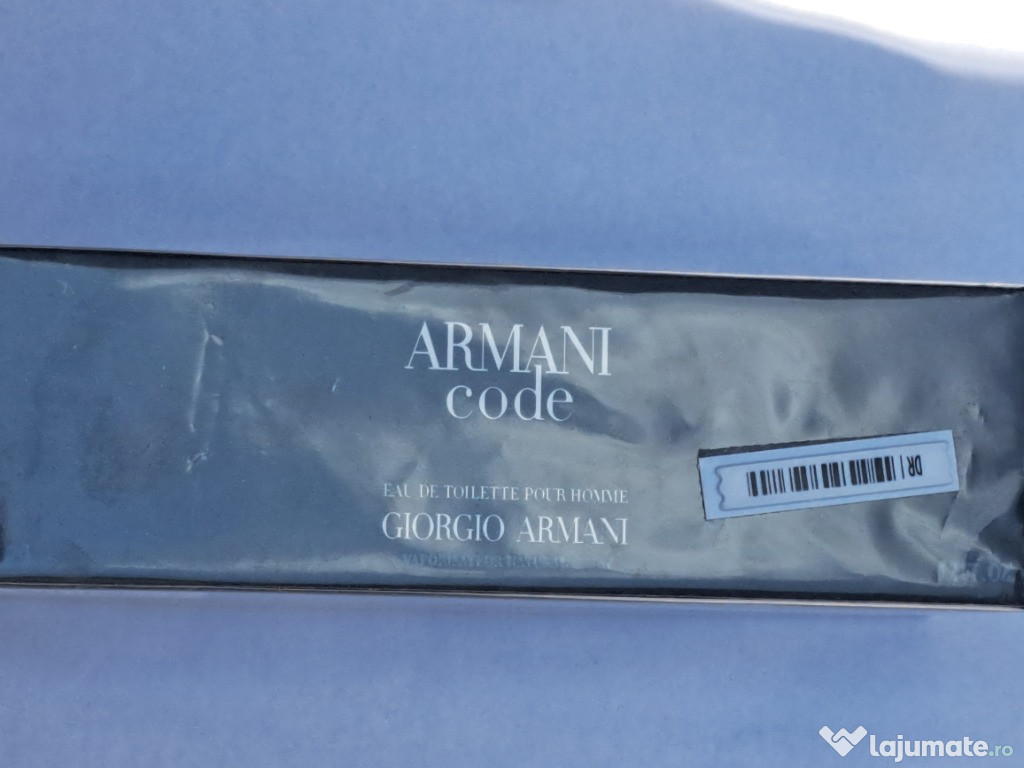 ARMANI
code
EAU DE TOILETTE POUR HOMME
GIORGIO ARMANI
DR |
lajumate.ro